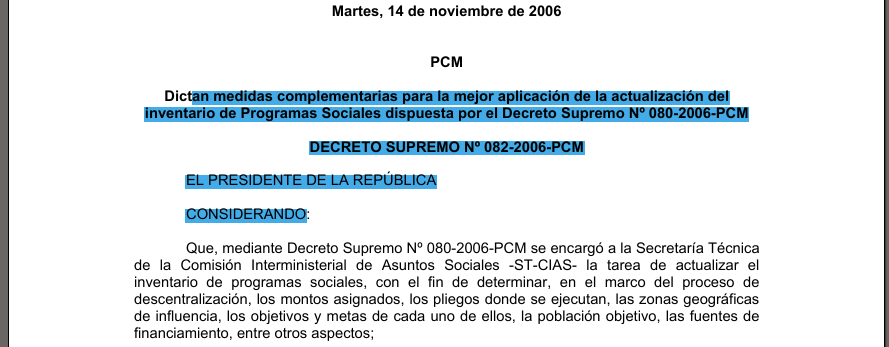 Martes, 14 de noviembre de 2006
PCM
Dictan medidas complementarias para la mejor aplicación de la actualización del
inventario de Programas Sociales dispuesta por el Decreto Supremo Nº 080-2006-PCM
DECRETO SUPREMO Nº 082-2006-PCM
EL PRESIDENTE DE LA REPÚBLICA
CONSIDERANDO:
Que, mediante Decreto Supremo Nº 080-2006-PCM se encargó a la Secretaría Técnica
de la Comisión Interministerial de Asuntos Sociales -ST-CIAS- la tarea de actualizar el
inventario de programas sociales, con el fin de determinar, en el marco del proceso de
descentralización, los montos asignados, los pliegos donde se ejecutan, las zonas geográficas
de influencia, los objetivos y metas de cada uno de ellos, la población objetivo, las fuentes de
financiamiento, entre otros aspectos;